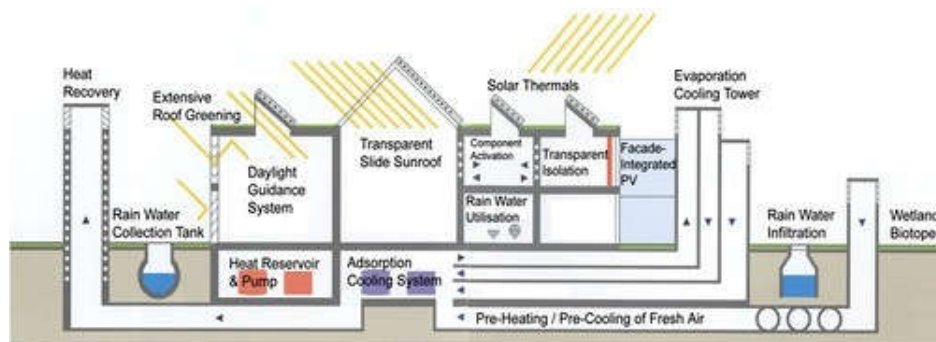 Heat
Recovery
Extensive
Roof Greening
Solar Thermals
Evaporation
Cooling Tower
Daylight
Guidance
System
Transparent
Slide Sunroof
Component
Activation
Transparent
Isolation
Facade-
Integrated
PV
Rain Water
Collection Tank
Rain Water
Utilisation
Rain Water
Infiltration
Wetland
Biotope
Heat Reservoir
& Pump
Adsorption
Cooling System
Pre-Heating / Pre-Cooling of Fresh Air